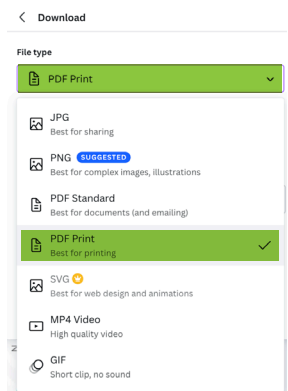 Download
File type
PDF Print
JPG
Best for sharing
PNG SUGGESTED
Best for complex images, illustrations
PDF Standard
Best for documents (and emailing)
PDF Print
Best for printing
SVG
Best for web design and animations
MP4 Video
High quality video
2
GIF
Short clip, no sound